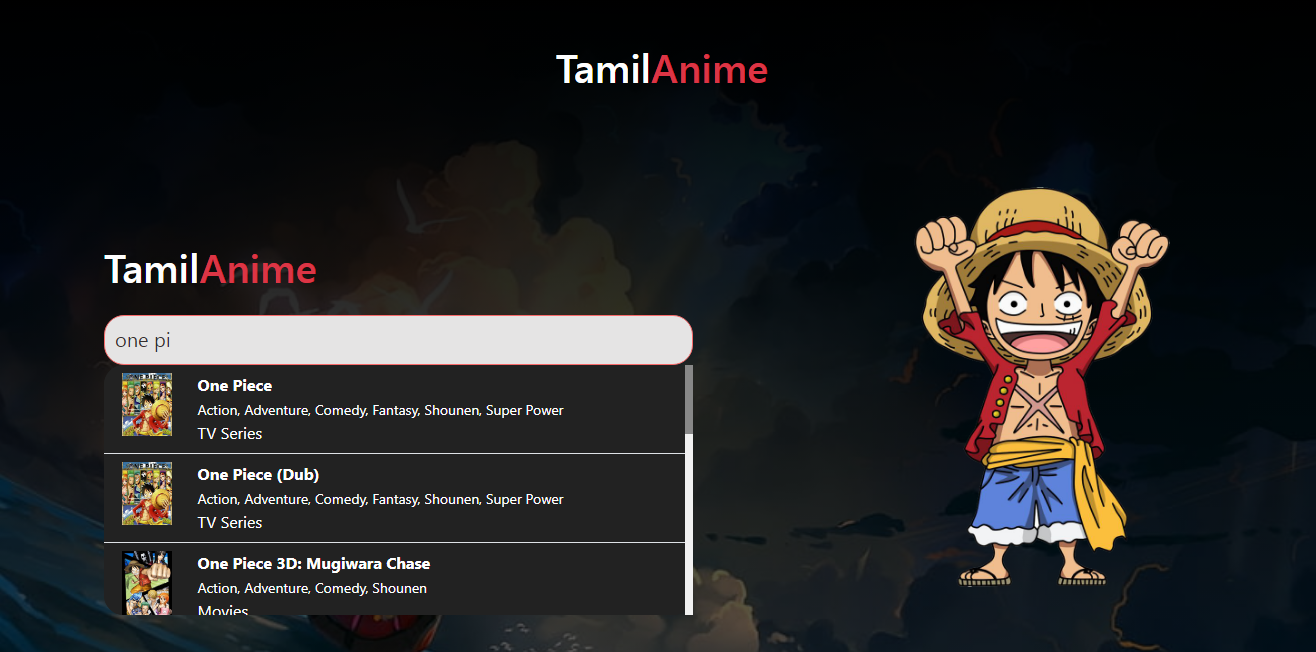 TamilAnime
TamilAnime
one pi
One Piece
Action, Adventure, Comedy, Fantasy, Shounen, Super Power
TV Series
One Piece (Dub)
Action, Adventure, Comedy, Fantasy, Shounen, Super Power
TV Series
One Piece 3D: Mugiwara Chase
Action, Adventure, Comedy, Shounen
Movies